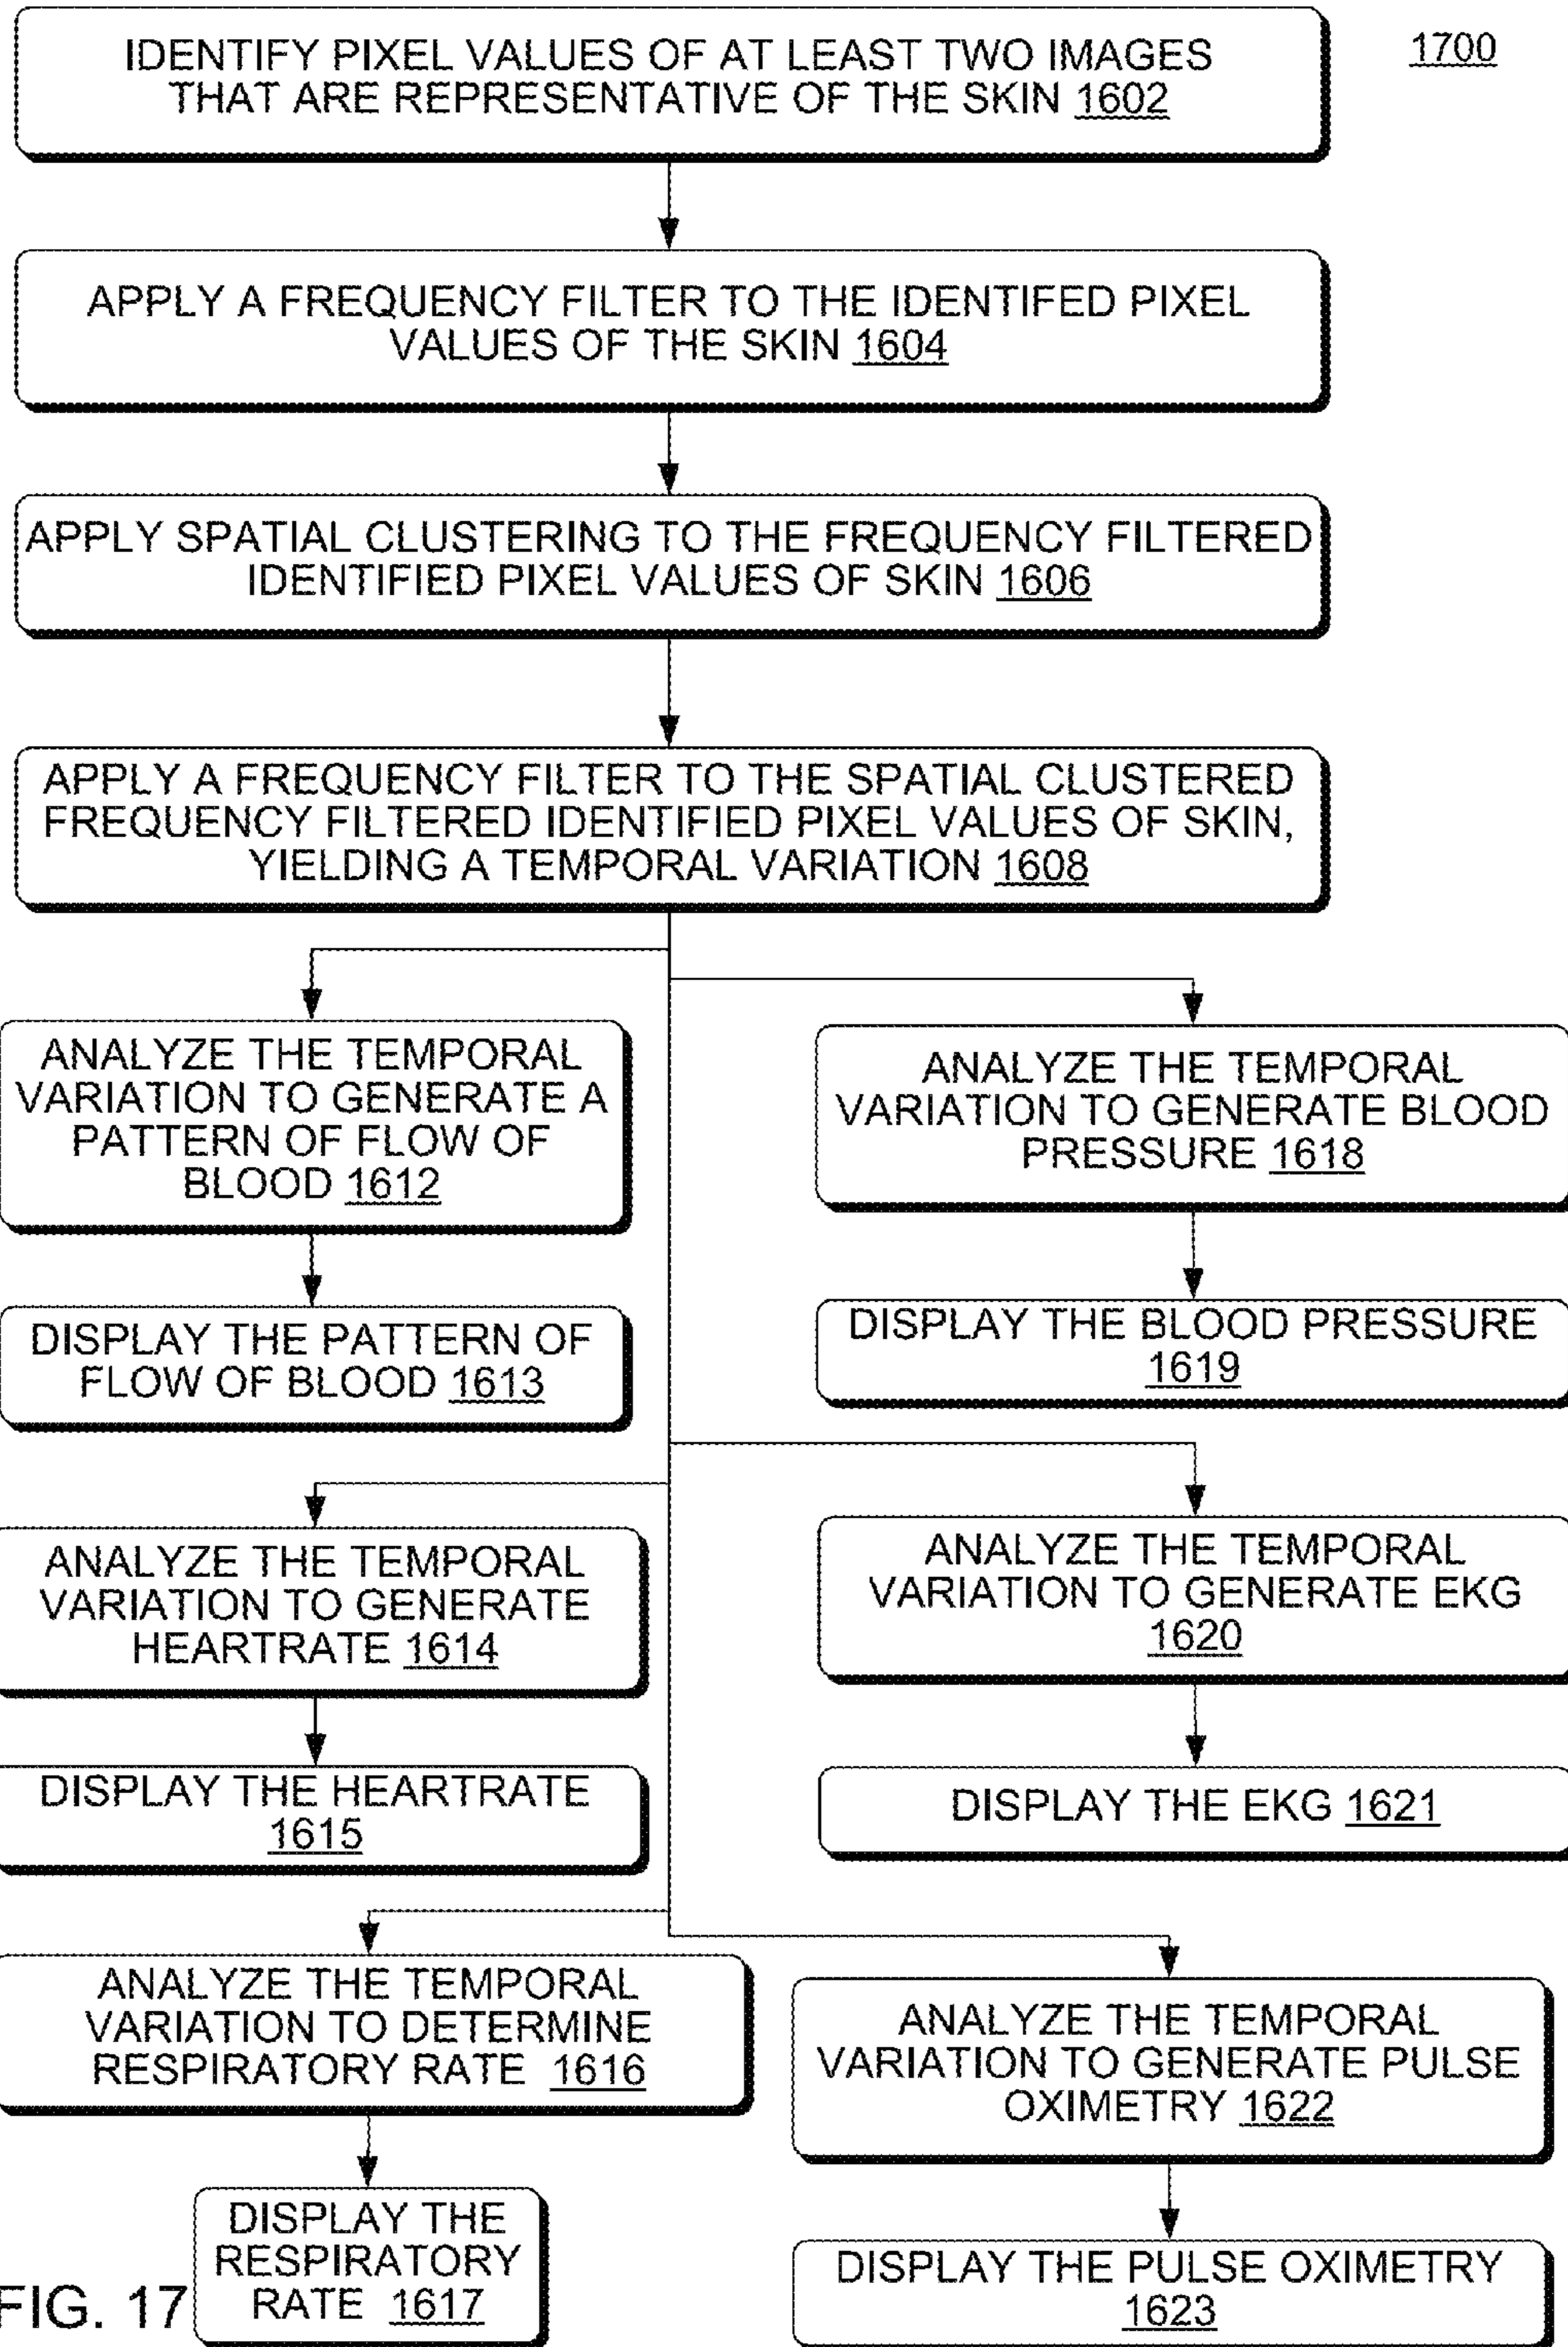 IDENTIFY PIXEL VALUES OF AT LEAST TWO IMAGES
THAT ARE REPRESENTATIVE OF THE SKIN 1602
1700
APPLY A FREQUENCY FILTER TO THE IDENTIFED PIXEL
VALUES OF THE SKIN 1604
APPLY SPATIAL CLUSTERING TO THE FREQUENCY FILTERED
IDENTIFIED PIXEL VALUES OF SKIN 1606
APPLY A FREQUENCY FILTER TO THE SPATIAL CLUSTERED
FREQUENCY FILTERED IDENTIFIED PIXEL VALUES OF SKIN,
YIELDING A TEMPORAL VARIATION 1608
ANALYZE THE TEMPORAL
VARIATION TO GENERATE A
PATTERN OF FLOW OF
BLOOD 1612
ANALYZE THE TEMPORAL
VARIATION TO GENERATE BLOOD
PRESSURE 1618
DISPLAY THE PATTERN OF
FLOW OF BLOOD 1613
DISPLAY THE BLOOD PRESSURE
1619
ANALYZE THE TEMPORAL
VARIATION TO GENERATE
HEARTRATE 1614
ANALYZE THE TEMPORAL
VARIATION TO GENERATE EKG
1620
DISPLAY THE HEARTRATE
1615
DISPLAY THE EKG 1621
ANALYZE THE TEMPORAL
VARIATION TO DETERMINE
RESPIRATORY RATE 1616
ANALYZE THE TEMPORAL
VARIATION TO GENERATE PULSE
OXIMETRY 1622
DISPLAY THE
RESPIRATORY
RATE 1617
DISPLAY THE PULSE OXIMETRY
1623
FIG. 17